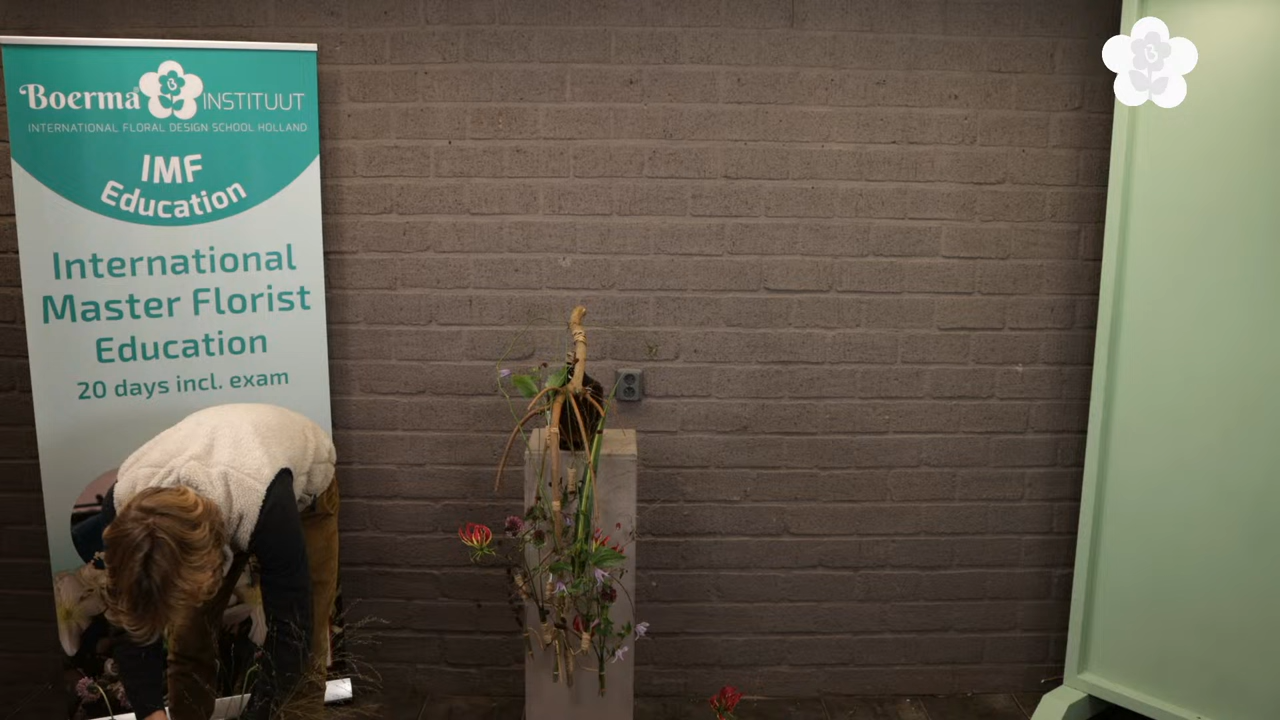 Boerma INSTITUUT
INTERNATIONAL FLORAL DESIGN SCHOOL HOLLAND
IMF
Education
International
Master Florist
Education
20 days incl. exam